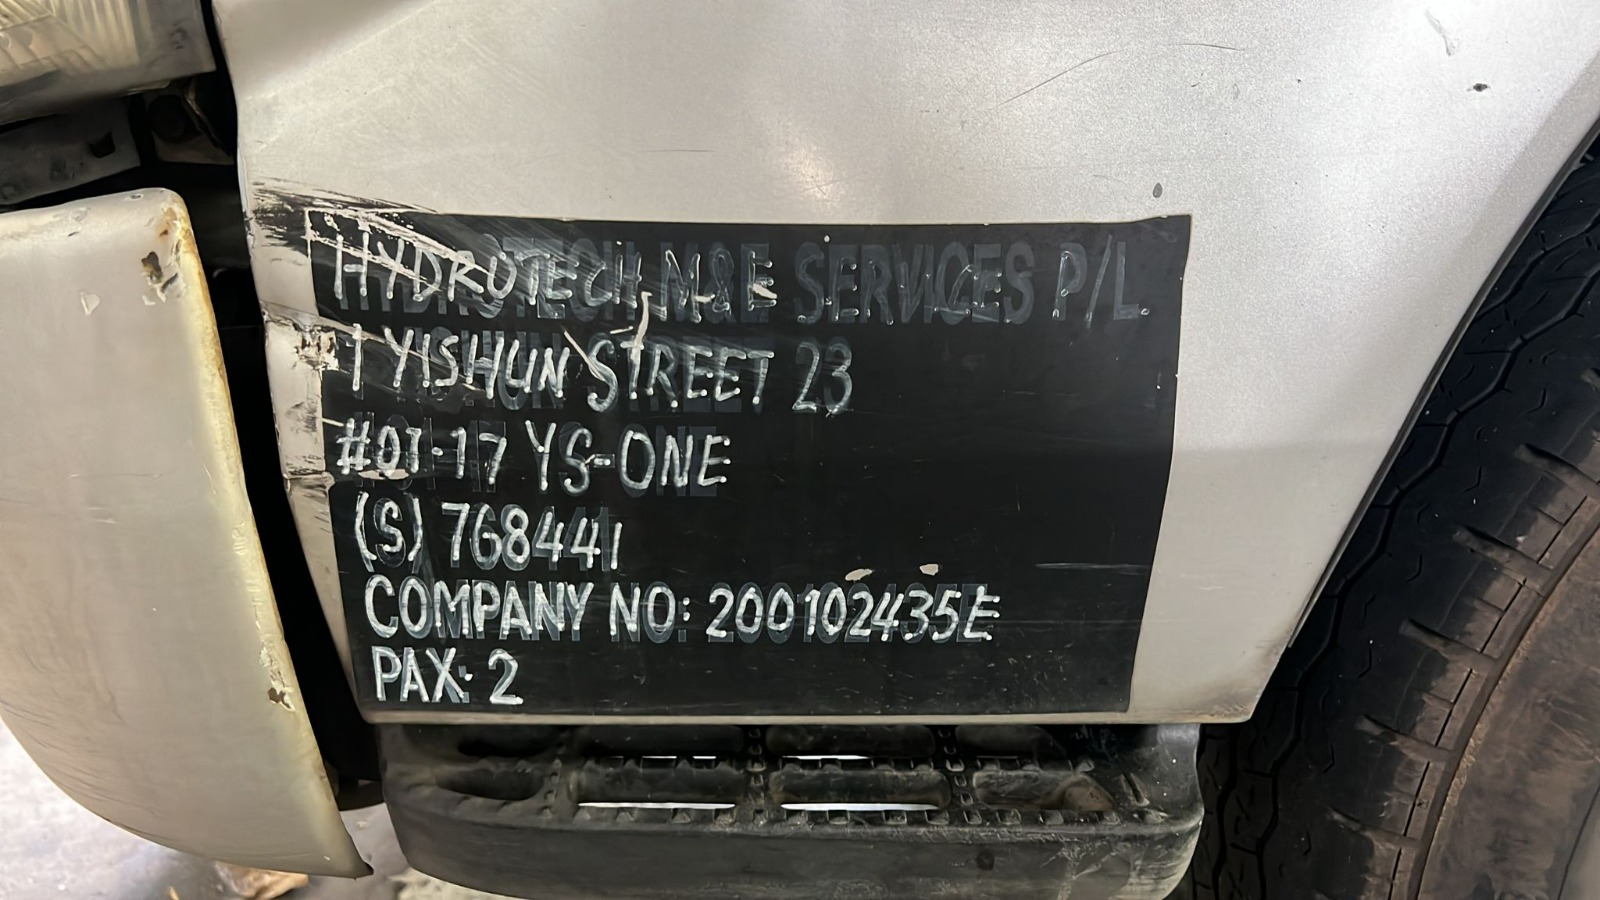 HYDROTECH M&E SERVICES P/L.
1 YISHUN STREET 23
#01-17 YS-ONE
(S) 768441
COMPANY NO: 200102435E
PAX: 2